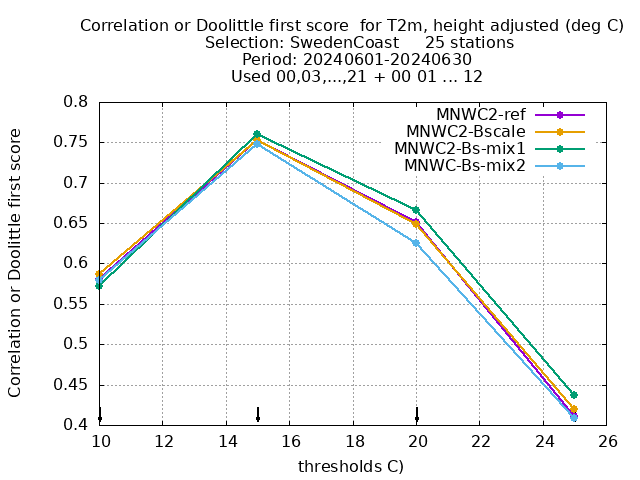 Correlation or Doolittle first score  for T2m, height adjusted (deg C)
Selection: SwedenCoast     25 stations
Period: 20240601-20240630
Used 00,03,...,21 + 00 01 ... 12
MNWC2-ref
MNWC2-Bscale
MNWC2-Bs-mix1
MNWC-Bs-mix2
Correlation or Doolittle first score
0.8
0.75
0.7
0.65
0.6
0.55
0.5
0.45
0.4
10 12 14 16 18 20 22 24 26
thresholds C)